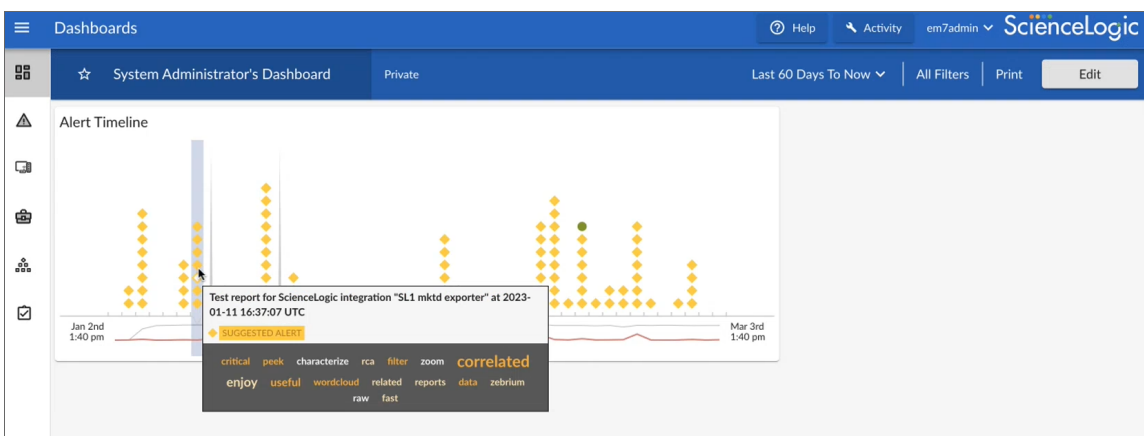 Dashboards
Help
Activity
em7admin
ScienceLogic
System Administrator's Dashboard
Private
Last 60 Days To Now
All Filters
Print
Edit
Alert Timeline
Test report for ScienceLogic integration "SL1 mktd exporter" at 2023-
01-11 16:37:07 UTC
SUGGESTED ALERT
critical peek characterize rca filter zoom correlated
enjoy useful wordcloud related reports data zebrium
raw fast
Jan 2nd
1:40 pm
Mar 3rd
1:40 pm